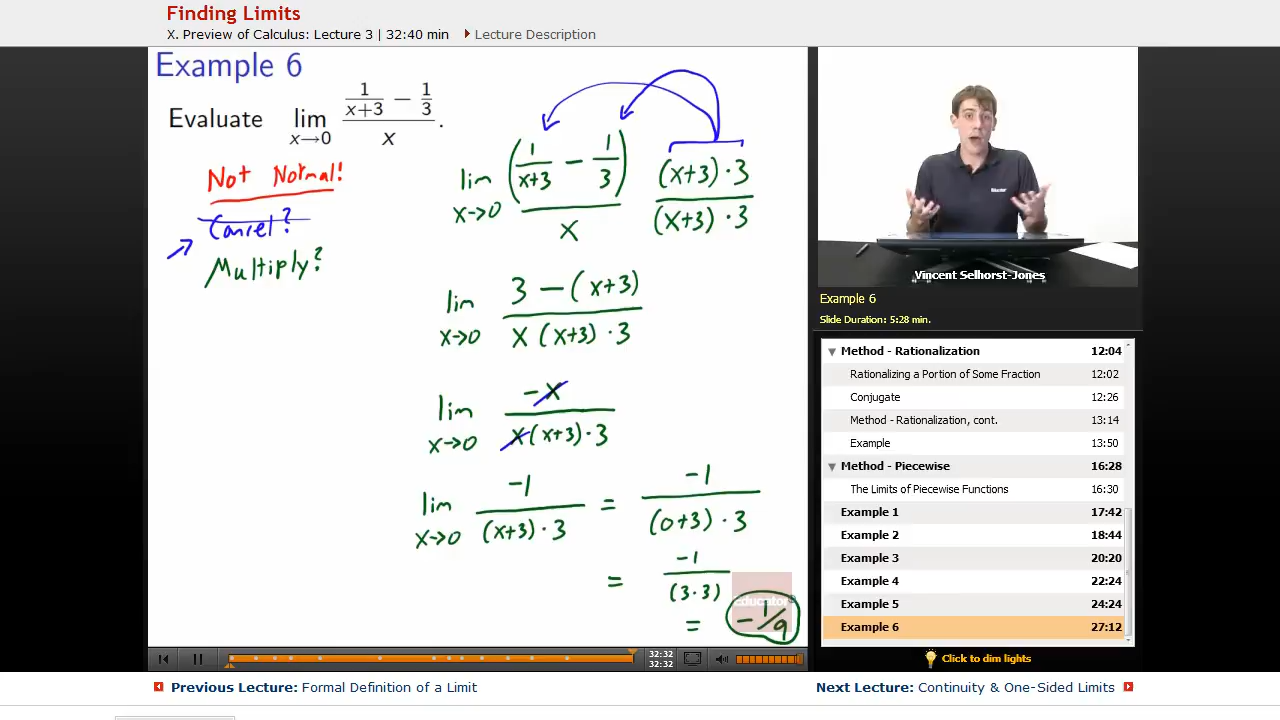 Finding Limits
X. Preview of Calculus: Lecture 3 | 32:40 min
Lecture Description
Example 6
Evaluate lim x→0 (1/(x+3) − 1/3)/x .
Not Normal!
Cancel?
Multiply?
lim x→0 (1/(x+3) − 1/3)/x (x+3)·3/(x+3)·3
lim x→0 3 − (x+3)/x(x+3)·3
lim x→0 −x/x(x+3)·3
lim x→0 −1/(x+3)·3 = −1/(0+3)·3
= −1/(3·3)
= −1/9
educator
Educator
Vincent Selhorst-Jones
Example 6
Slide Duration: 5:28 min.
Method - Rationalization 12:04
Rationalizing a Portion of Some Fraction 12:02
Conjugate 12:26
Method - Rationalization, cont. 13:14
Example 13:50
Method - Piecewise 16:28
The Limits of Piecewise Functions 16:30
Example 1 17:42
Example 2 18:44
Example 3 20:20
Example 4 22:24
Example 5 24:24
Example 6 27:12
32:32
32:32
Click to dim lights
Previous Lecture: Formal Definition of a Limit
Next Lecture: Continuity & One-Sided Limits